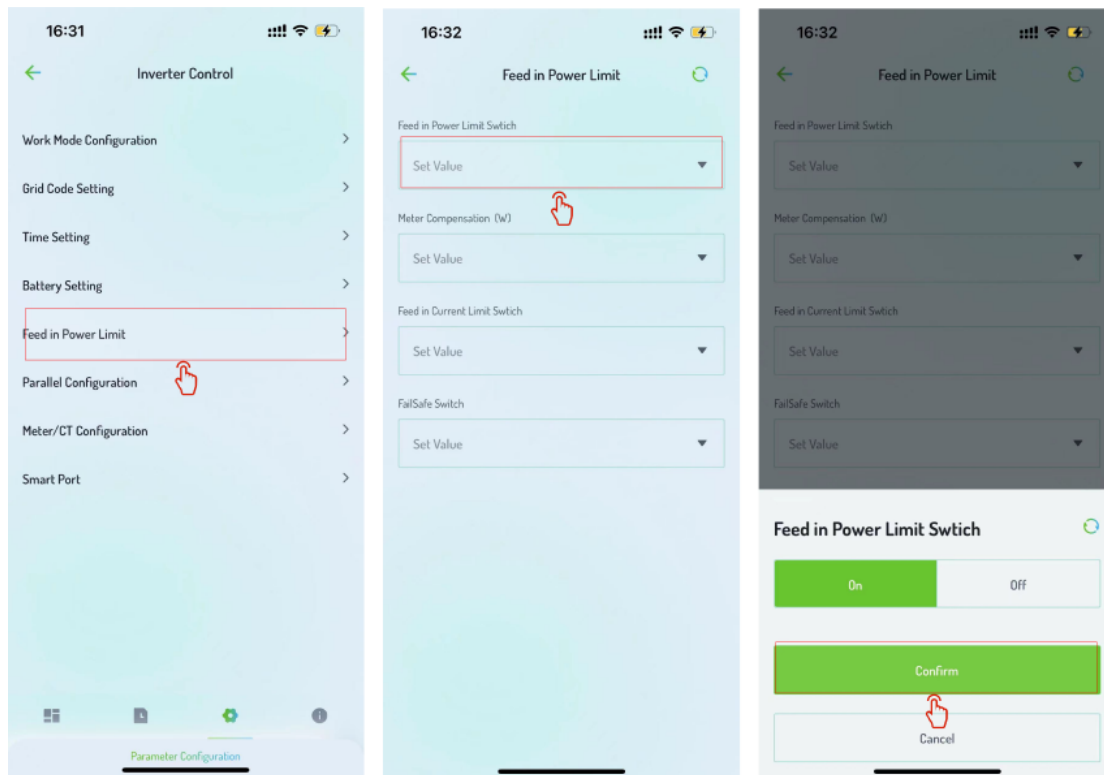 16:31
Inverter Control
Work Mode Configuration
Grid Code Setting
Time Setting
Battery Setting
Feed in Power Limit
Parallel Configuration
Meter/CT Configuration
Smart Port
Parameter Configuration
16:32
Feed in Power Limit
Feed in Power Limit Swtich
Set Value
Meter Compensation (W)
Set Value
Feed in Current Limit Swtich
Set Value
FailSafe Switch
Set Value
16:32
Feed in Power Limit
Feed in Power Limit Swtich
Set Value
Meter Compensation (W)
Set Value
Feed in Current Limit Swtich
Set Value
FailSafe Switch
Set Value
Feed in Power Limit Swtich
On Off
Confirm
Cancel